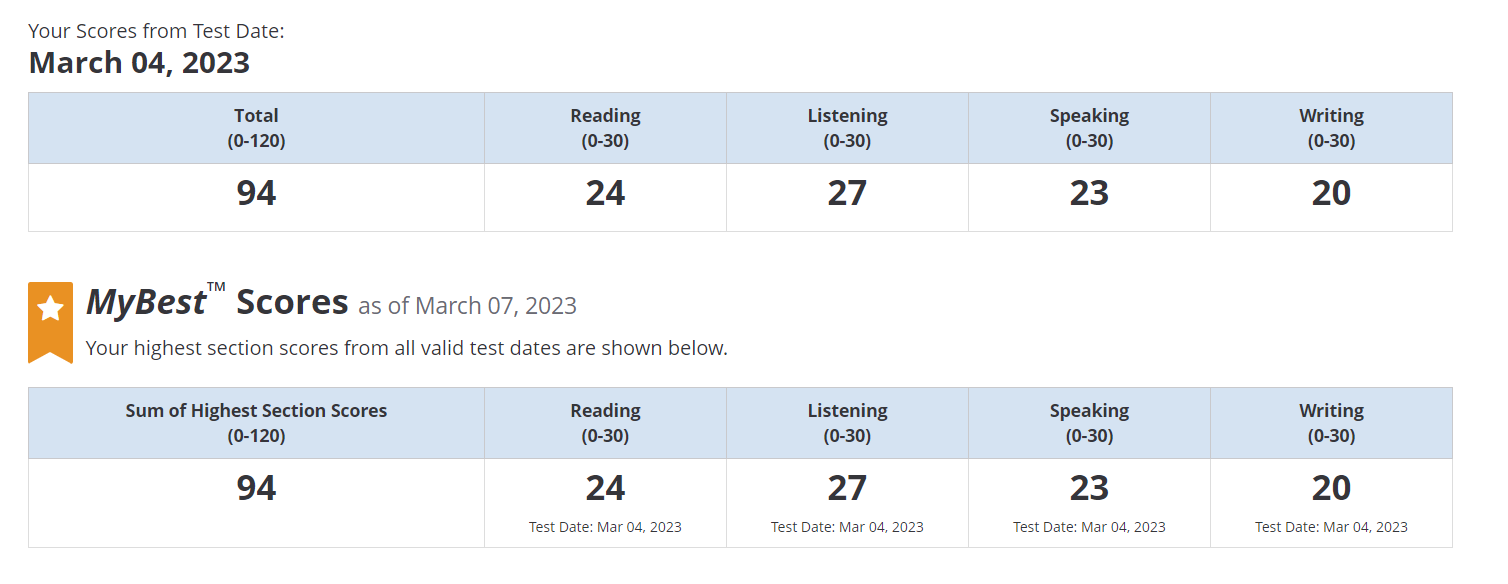 Your Scores from Test Date:
March 04, 2023
Total Reading Listening Speaking Writing
(0-120) (0-30) (0-30) (0-30) (0-30)
94 24 27 23 20
MyBest™ Scores as of March 07, 2023
Your highest section scores from all valid test dates are shown below.
Sum of Highest Section Scores Reading Listening Speaking Writing
(0-120) (0-30) (0-30) (0-30) (0-30)
94 24 27 23 20
Test Date: Mar 04, 2023 Test Date: Mar 04, 2023 Test Date: Mar 04, 2023 Test Date: Mar 04, 2023